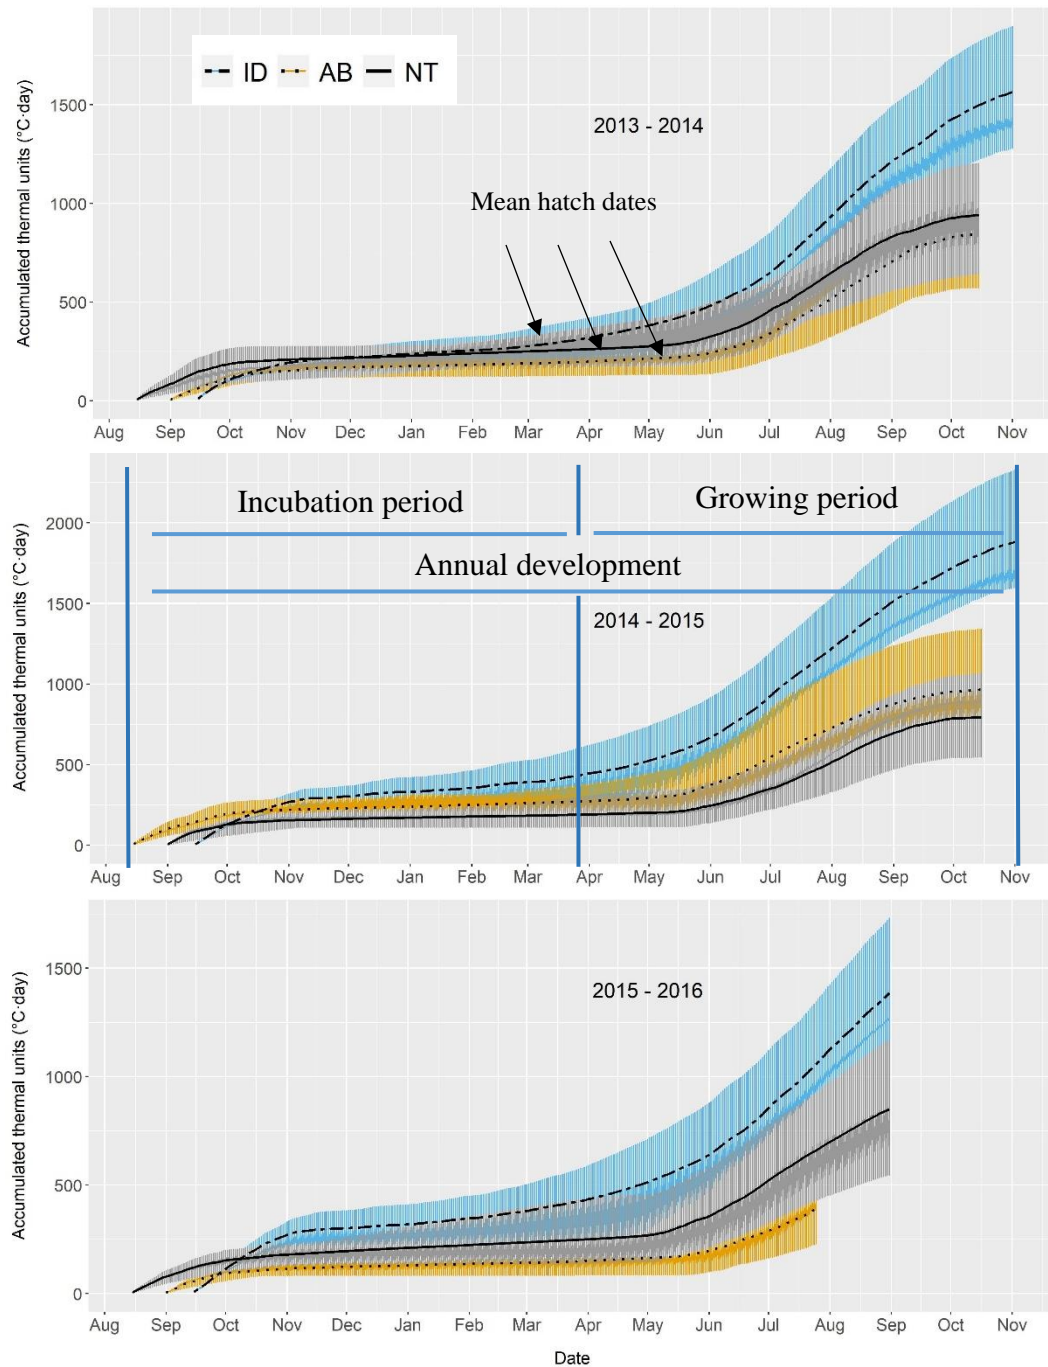 Accumulated thermal units (°C·day)
1500
1000
500
0
ID AB NT
2013 - 2014
Mean hatch dates
Aug Sep Oct Nov Dec Jan Feb Mar Apr May Jun Jul Aug Sep Oct Nov
Accumulated thermal units (°C·day)
2000
1500
1000
500
0
Incubation period Growing period
Annual development
2014 - 2015
Aug Sep Oct Nov Dec Jan Feb Mar Apr May Jun Jul Aug Sep Oct Nov
Accumulated thermal units (°C·day)
1500
1000
500
0
2015 - 2016
Aug Sep Oct Nov Dec Jan Feb Mar Apr May Jun Jul Aug Sep Oct Nov
Date